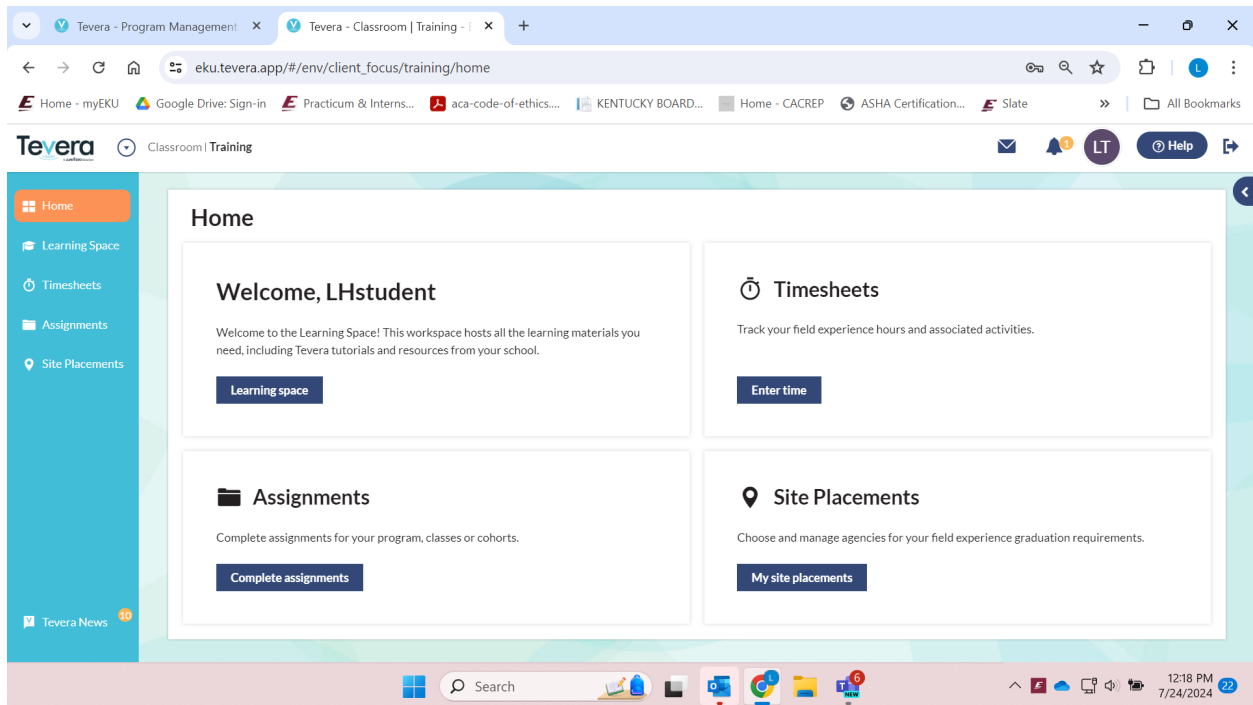 Tevera - Program Management
Tevera - Classroom | Training - E
eku.tevera.app/#/env/client_focus/training/home
L
Home - myEKU
Google Drive: Sign-in
Practicum & Interns...
aca-code-of-ethics....
KENTUCKY BOARD...
Home - CACREP
ASHA Certification...
Slate
»
All Bookmarks
Tevera
Classroom | Training
1
LT
Help
Home
Learning Space
Timesheets
Assignments
Site Placements
Tevera News
10
Home
Welcome, LHstudent
Welcome to the Learning Space! This workspace hosts all the learning materials you
need, including Tevera tutorials and resources from your school.
Learning space
Timesheets
Track your field experience hours and associated activities.
Enter time
Assignments
Complete assignments for your program, classes or cohorts.
Complete assignments
Site Placements
Choose and manage agencies for your field experience graduation requirements.
My site placements
Search
6
NEW
12:18 PM
7/24/2024
22